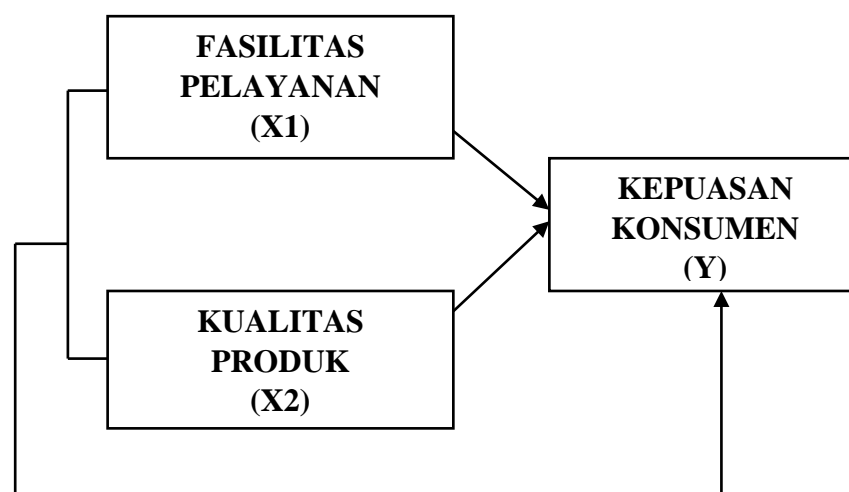 FASILITAS
PELAYANAN
(X1)
KEPUASAN
KONSUMEN
(Y)
KUALITAS
PRODUK
(X2)